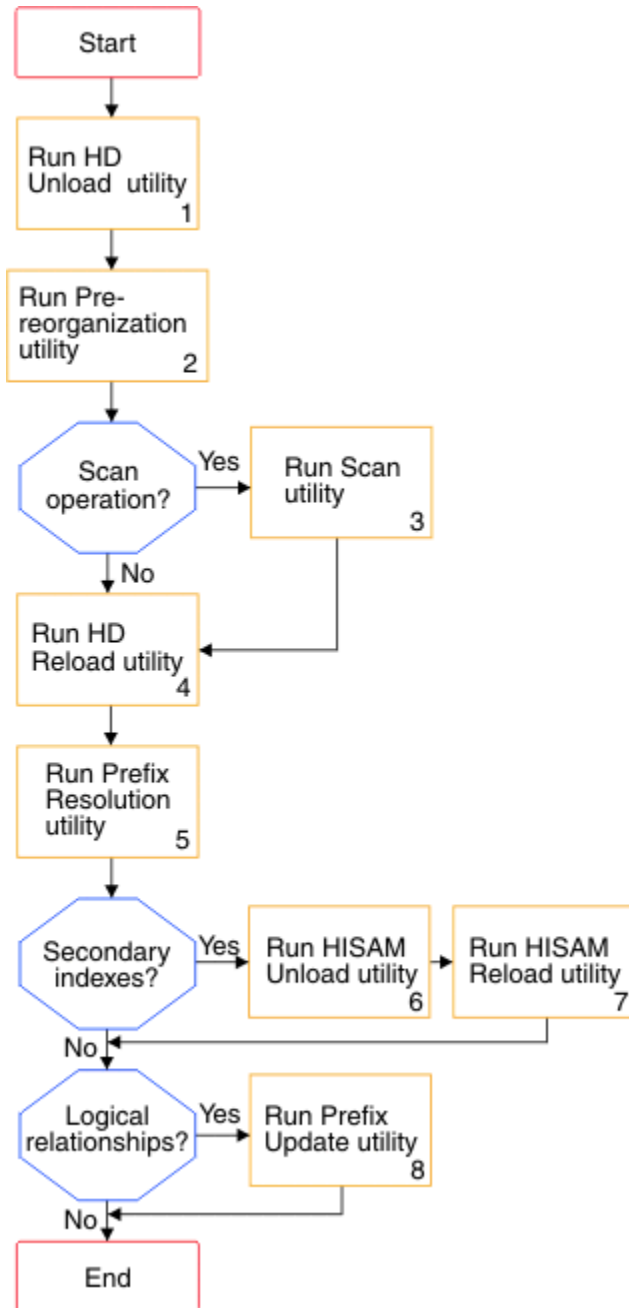 Start
Run HD
Unload utility
1
Run Pre-
reorganization
utility
2
Scan
operation?
Yes
Run Scan
utility
3
No
Run HD
Reload utility
4
Run Prefix
Resolution
utility
5
Secondary
indexes?
Yes
Run HISAM
Unload utility
6
Run HISAM
Reload utility
7
No
Logical
relationships?
Yes
Run Prefix
Update utility
8
No
End